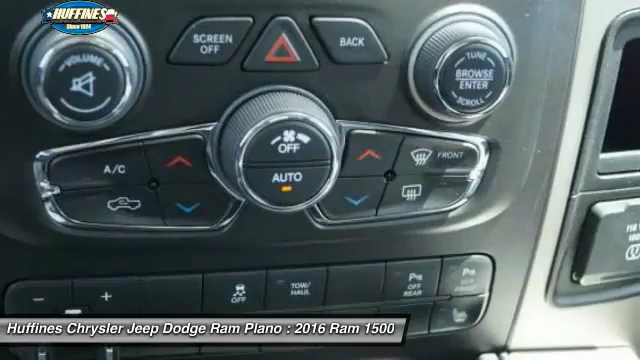 HUFFINES
Since 1924
VOLUME
SCREEN
OFF
BACK
TUNE
BROWSE
ENTER
SCROLL
OFF
AUTO
A/C
FRONT
OFF
TOW/
HAUL
P
OFF
REAR
P
OFF
Huffines Chrysler Jeep Dodge Ram Plano : 2016 Ram 1500